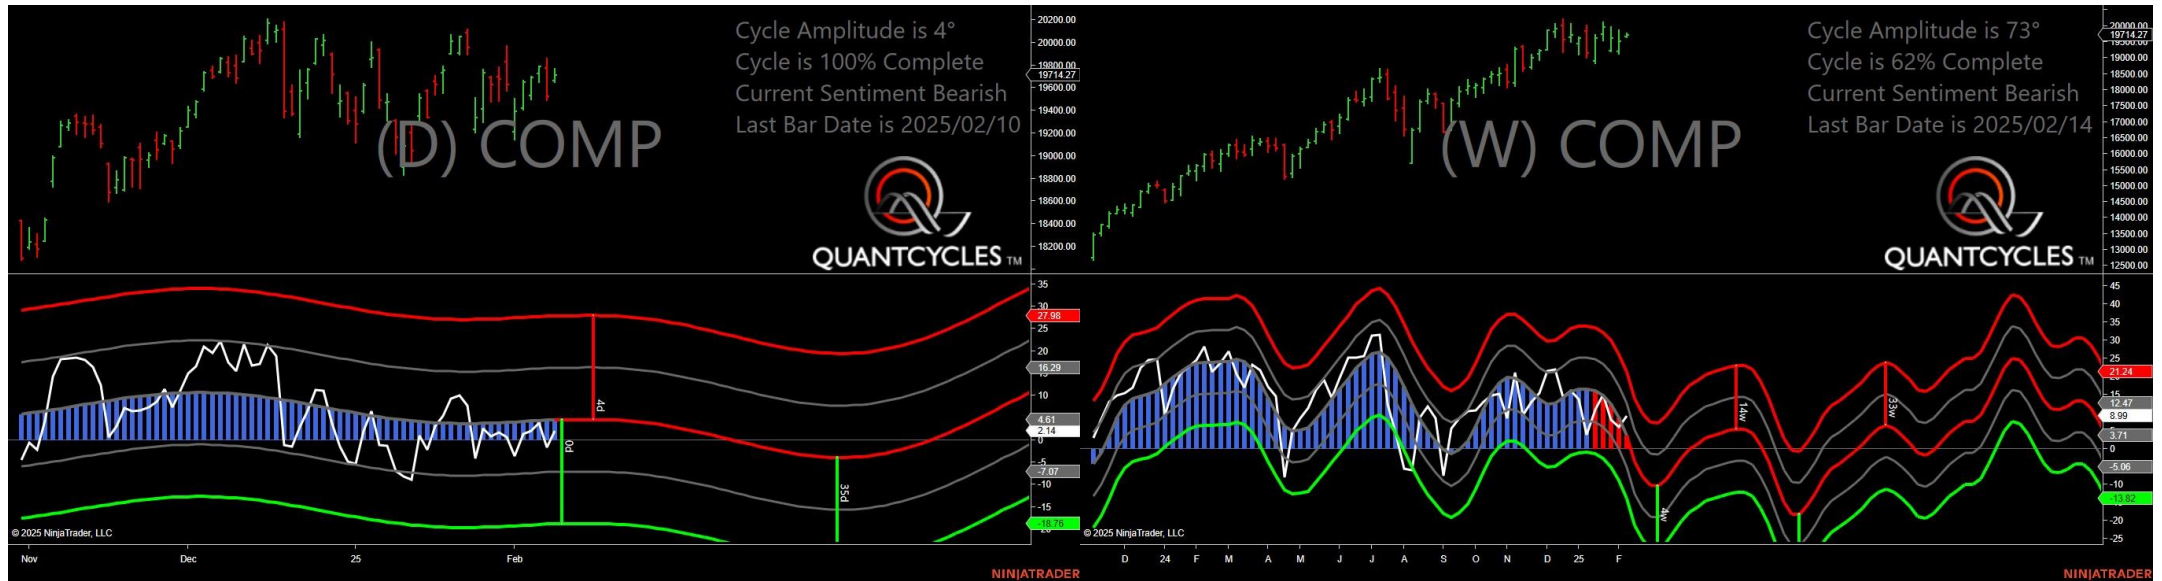 Cycle Amplitude is 4°
Cycle is 100% Complete
Current Sentiment Bearish
Last Bar Date is 2025/02/10
(D) COMP
QUANTCYCLES TM
20200.00
20000.00
19800.00
19714.27
19600.00
19400.00
19200.00
19000.00
18800.00
18600.00
18400.00
18200.00
35
30
27.98
25
20
16.29
10
4.61
2.14
0
-5
-7.07
-10
-15
-18.76
4d
0d
35d
© 2025 NinjaTrader, LLC
Nov Dec 25 Feb
NINJATRADER
Cycle Amplitude is 73°
Cycle is 62% Complete
Current Sentiment Bearish
Last Bar Date is 2025/02/14
(W) COMP
QUANTCYCLES TM
20000.00
19714.27
19500.00
19000.00
18500.00
18000.00
17500.00
17000.00
16500.00
16000.00
15500.00
15000.00
14500.00
14000.00
13500.00
13000.00
12500.00
45
40
35
30
25
21.24
15
12.47
8.99
3.71
0
-5.06
-10
-13.82
-20
-25
14w
33w
4w
© 2025 NinjaTrader, LLC
D 24 F M A M J J A S O N D 25 F
NINJATRADER